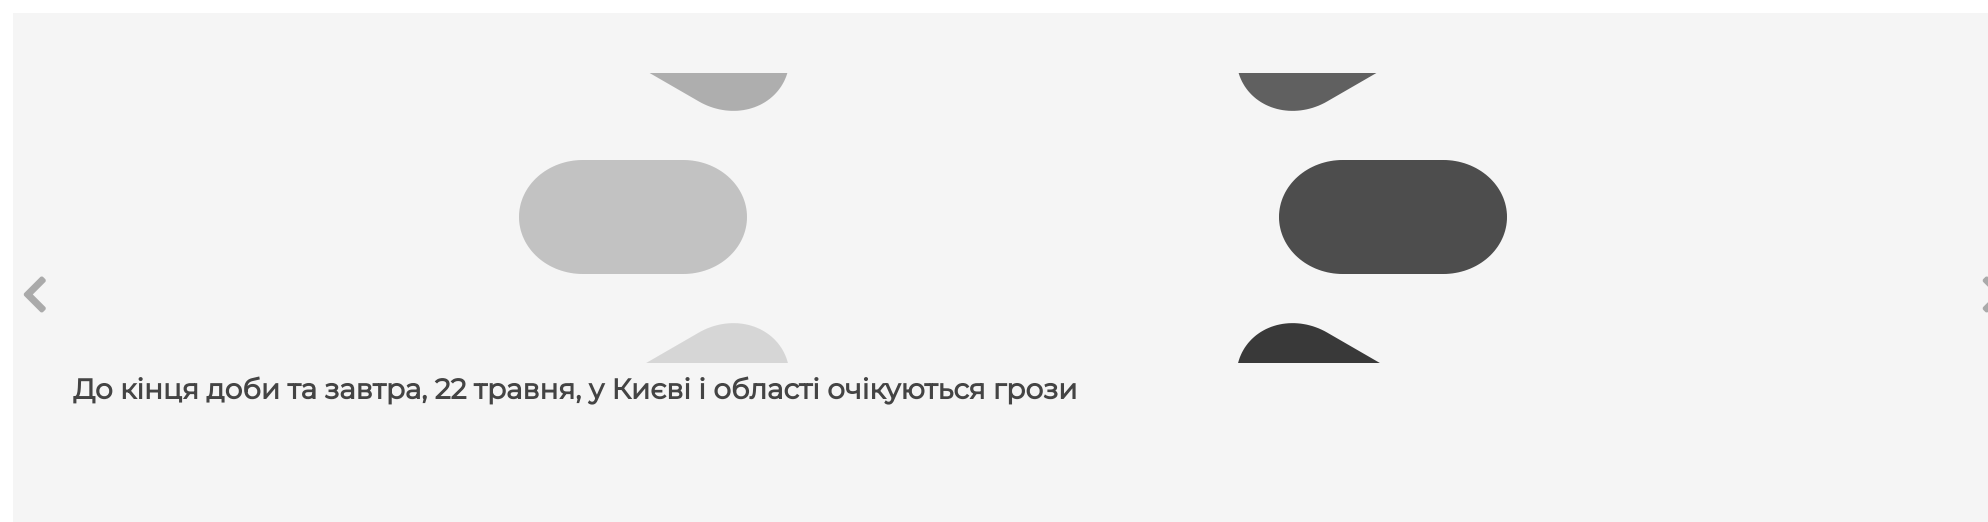 До кінця доби та завтра, 22 травня, у Києві і області очікуються грози